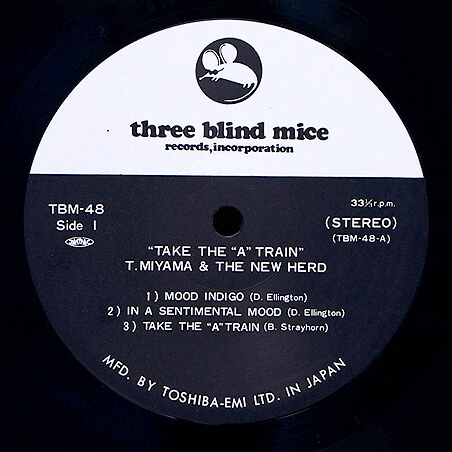 three blind mice
records, incorporation
TBM-48
Side 1
33⅓ r.p.m.
(STEREO)
(TBM-48-A)
"TAKE THE "A" TRAIN"
T.MIYAMA & THE NEW HERD
1) MOOD INDIGO (D. Ellington)
2) IN A SENTIMENTAL MOOD (D. Ellington)
3) TAKE THE "A" TRAIN (B. Strayhorn)
MFD. BY TOSHIBA-EMI LTD. IN JAPAN